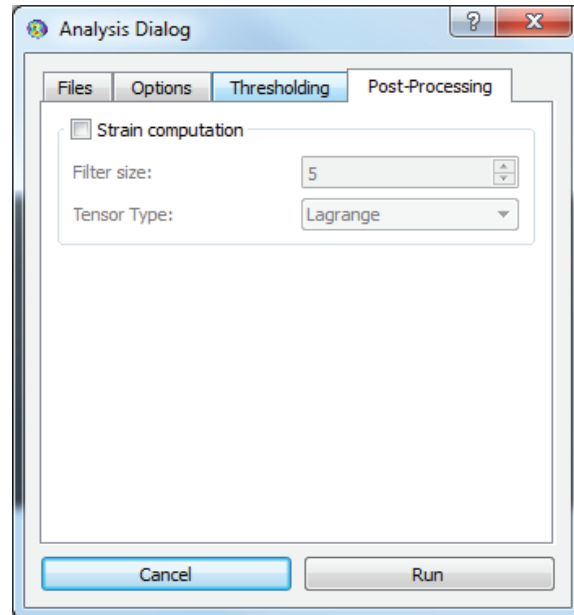 Analysis Dialog
Files Options Thresholding Post-Processing
Strain computation
Filter size: 5
Tensor Type: Lagrange
Cancel Run